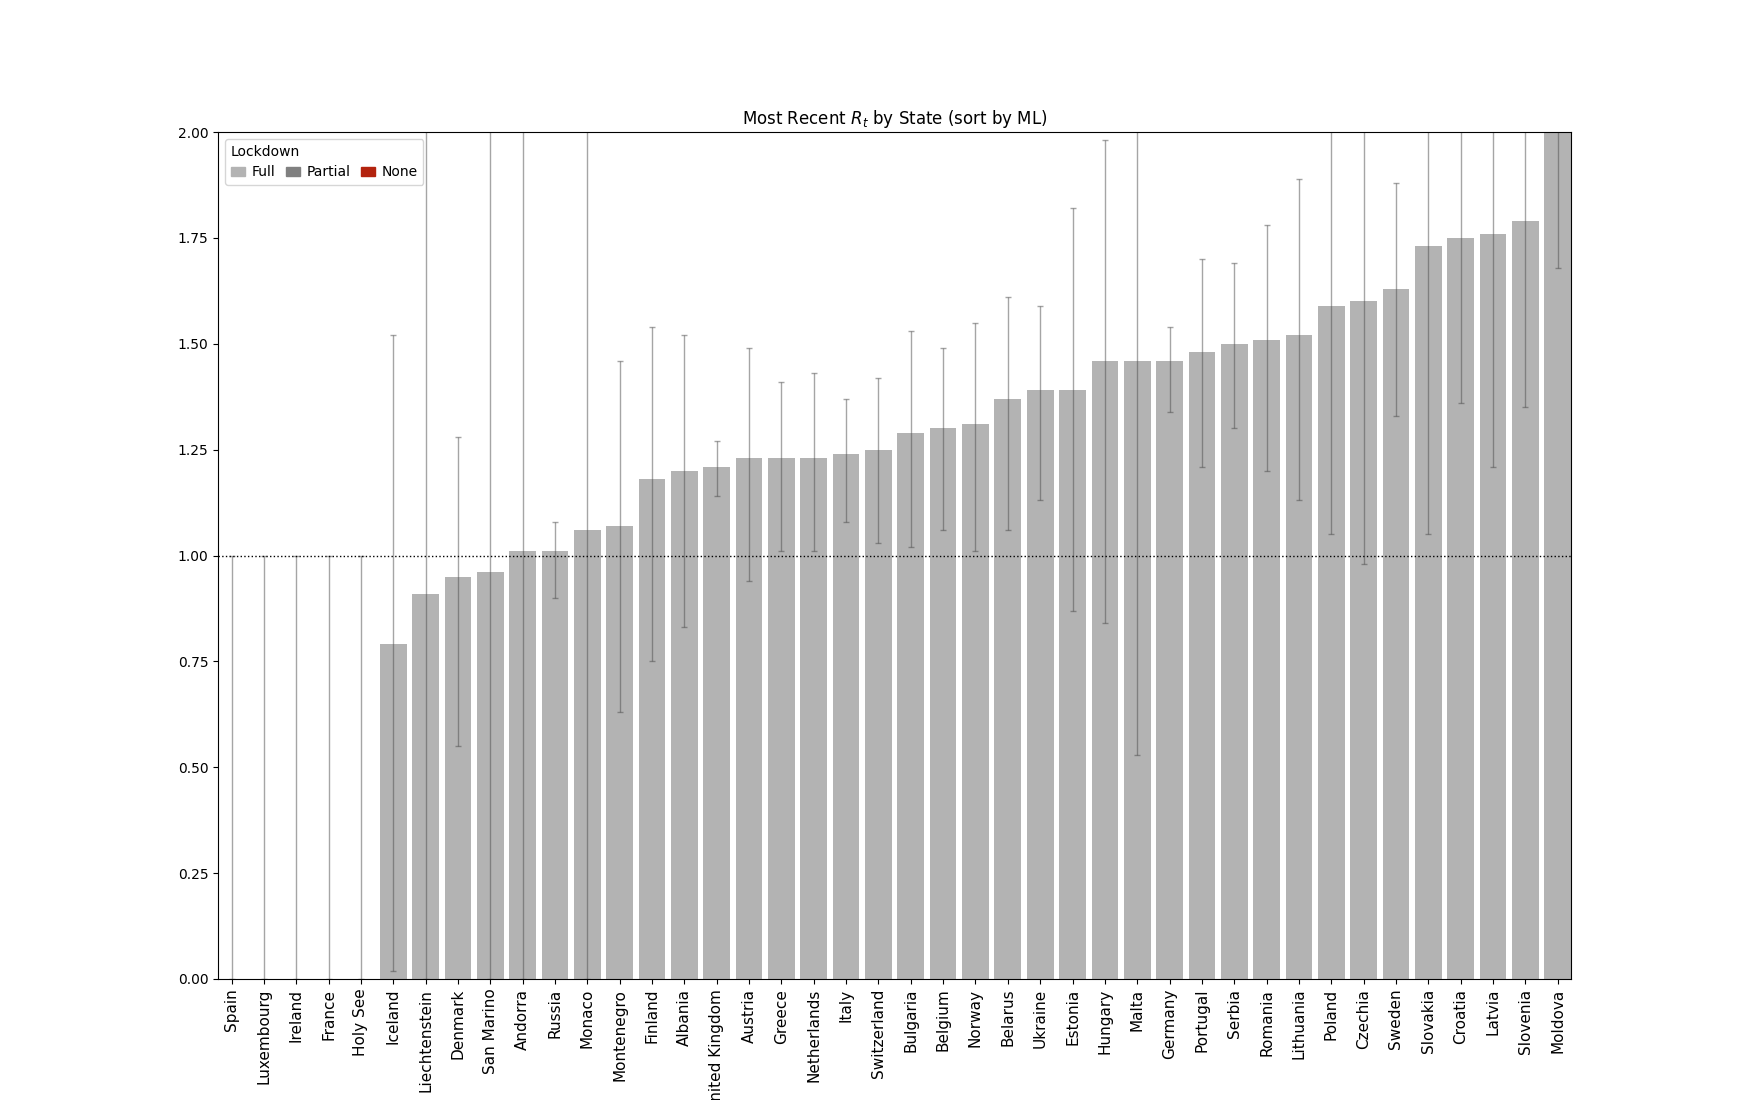 Most Recent Rt by State (sort by ML)
2.00
Lockdown
Full Partial None
1.75
1.50
1.25
1.00
0.75
0.50
0.25
0.00
Spain
Luxembourg
Ireland
France
Holy See
Iceland
Liechtenstein
Denmark
San Marino
Andorra
Russia
Monaco
Montenegro
Finland
Albania
nited Kingdom
Austria
Greece
Netherlands
Italy
Switzerland
Bulgaria
Belgium
Norway
Belarus
Ukraine
Estonia
Hungary
Malta
Germany
Portugal
Serbia
Romania
Lithuania
Poland
Czechia
Sweden
Slovakia
Croatia
Latvia
Slovenia
Moldova